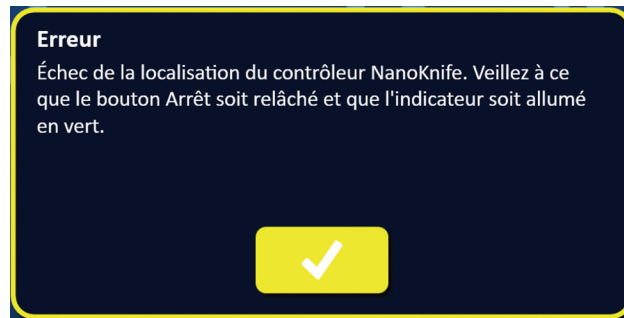 Erreur
Échec de la localisation du contrôleur NanoKnife. Veillez à ce
que le bouton Arrêt soit relâché et que l'indicateur soit allumé
en vert.